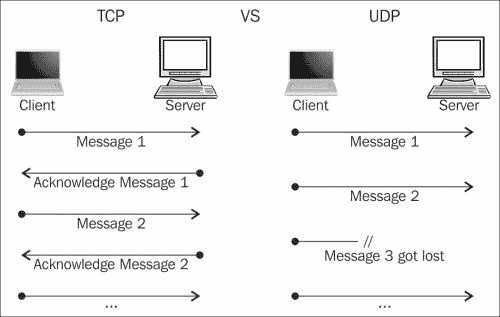 TCP VS UDP
Client Server Client Server
Message 1 Message 1
Acknowledge Message 1 Message 2
Message 2
// Message 3 got lost
Acknowledge Message 2
... ...